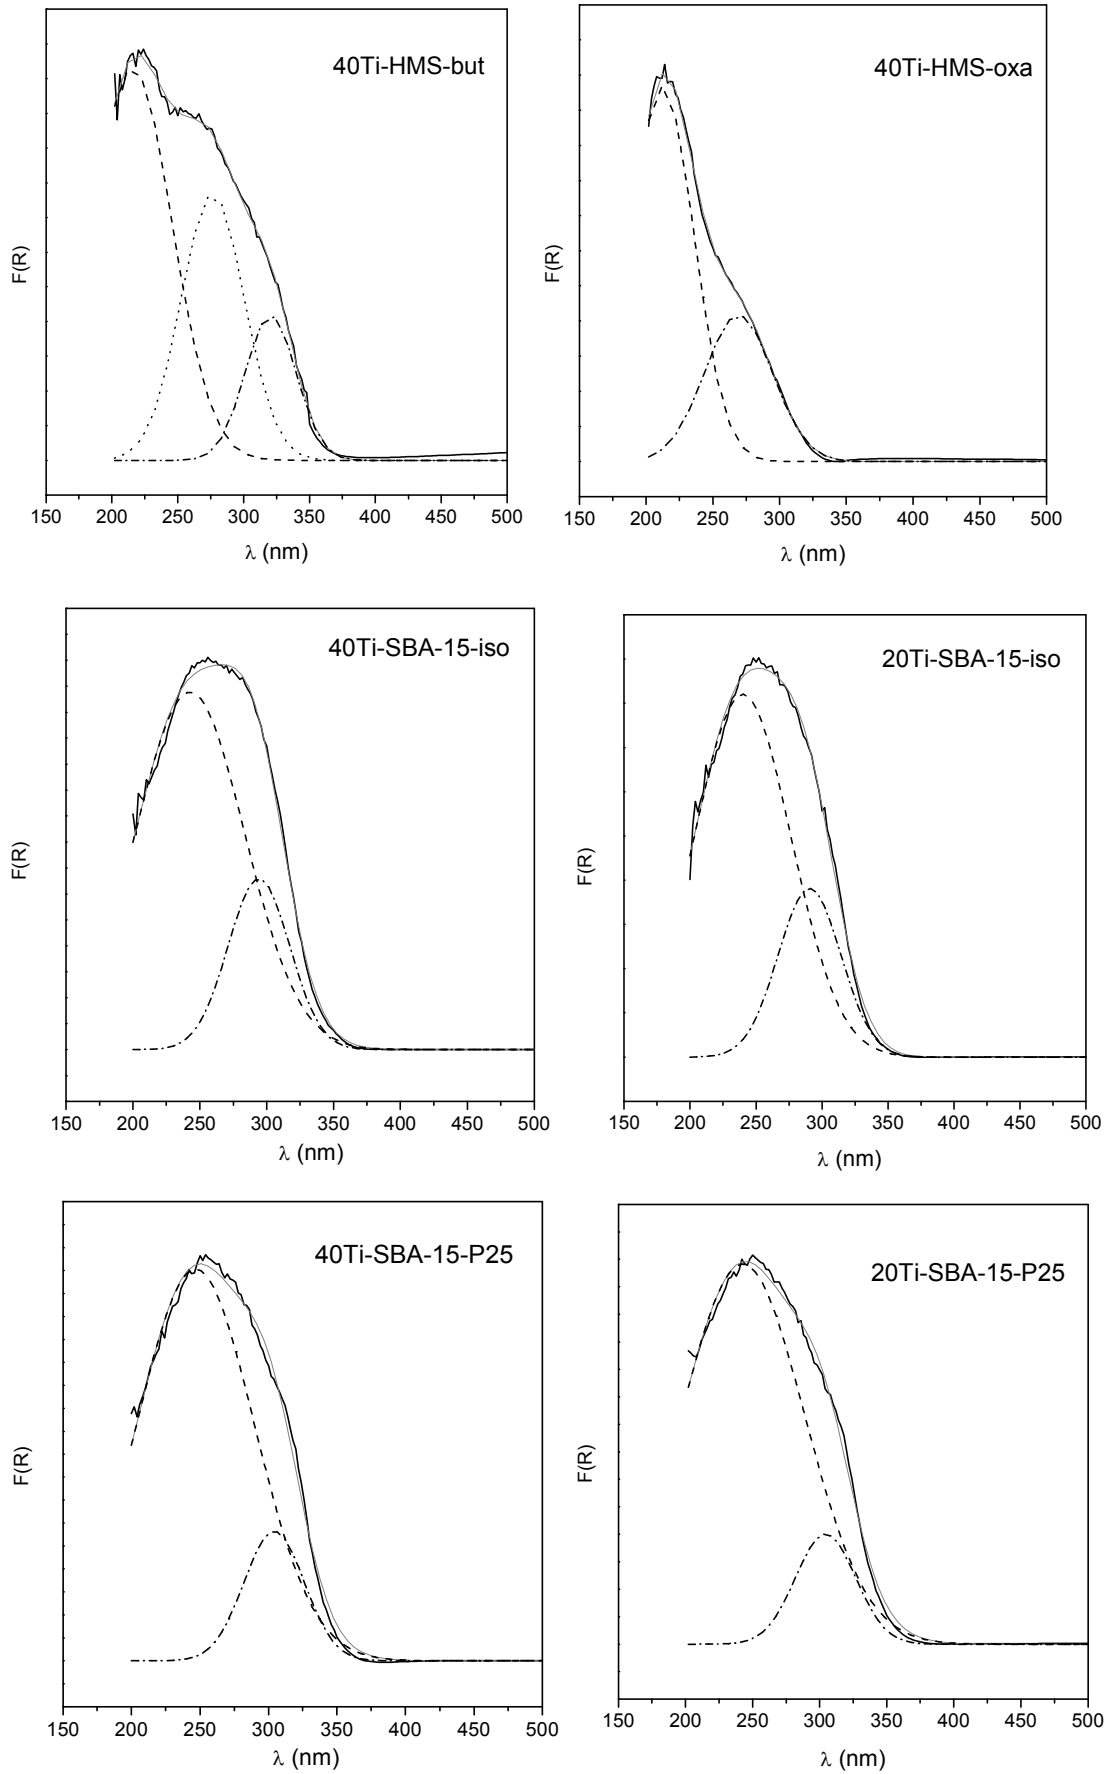 40Ti-HMS-but
F(R)
150 200 250 300 350 400 450 500
λ (nm)
40Ti-HMS-oxa
F(R)
150 200 250 300 350 400 450 500
λ (nm)
40Ti-SBA-15-iso
F(R)
150 200 250 300 350 400 450 500
λ (nm)
20Ti-SBA-15-iso
F(R)
150 200 250 300 350 400 450 500
λ (nm)
40Ti-SBA-15-P25
F(R)
150 200 250 300 350 400 450 500
λ (nm)
20Ti-SBA-15-P25
F(R)
150 200 250 300 350 400 450 500
λ (nm)